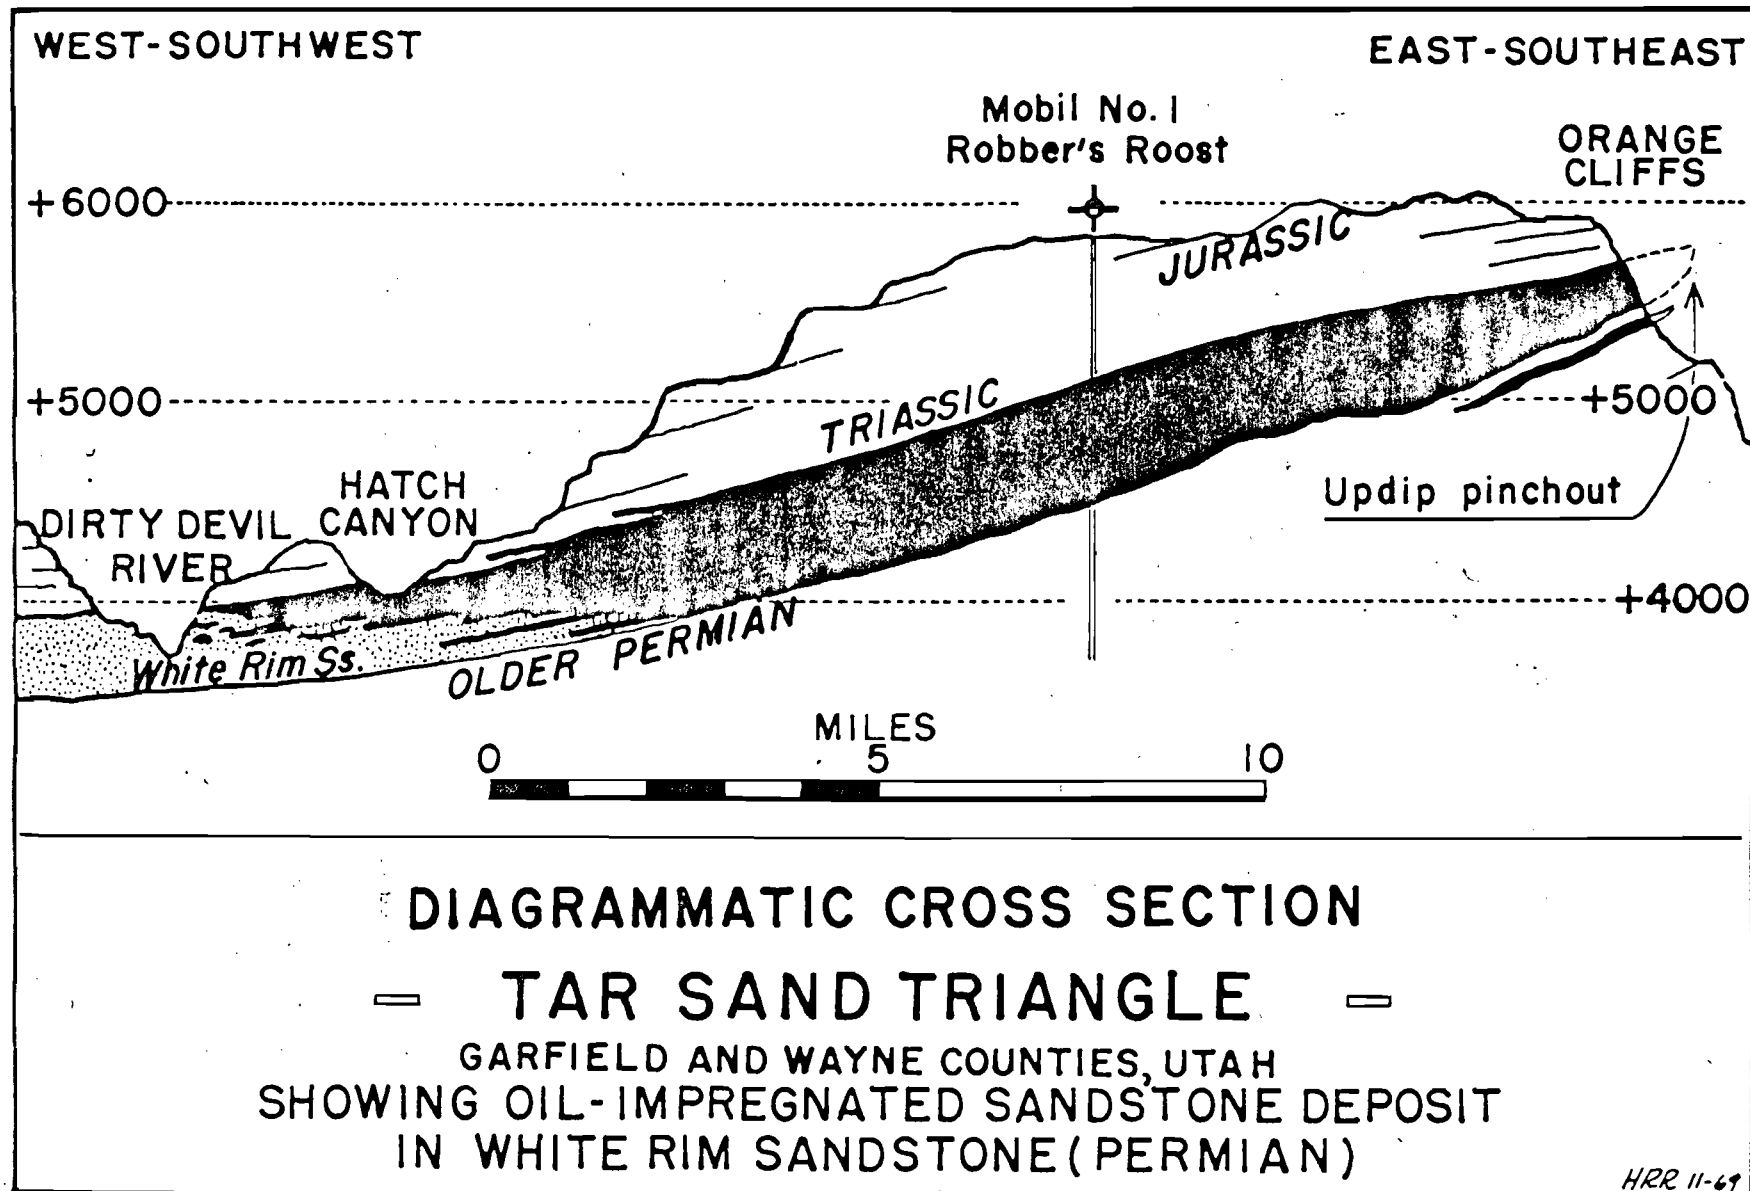 WEST-SOUTHWEST
EAST-SOUTHEAST
Mobil No. 1
Robber's Roost
ORANGE
CLIFFS
+6000
JURASSIC
+5000
+5000
TRIASSIC
HATCH
CANYON
Updip pinchout
DIRTY DEVIL
RIVER
+4000
White Rim Ss.
OLDER PERMIAN
MILES
0 5 10
DIAGRAMMATIC CROSS SECTION
TAR SAND TRIANGLE
GARFIELD AND WAYNE COUNTIES, UTAH
SHOWING OIL-IMPREGNATED SANDSTONE DEPOSIT
IN WHITE RIM SANDSTONE (PERMIAN)
HRR 11-69